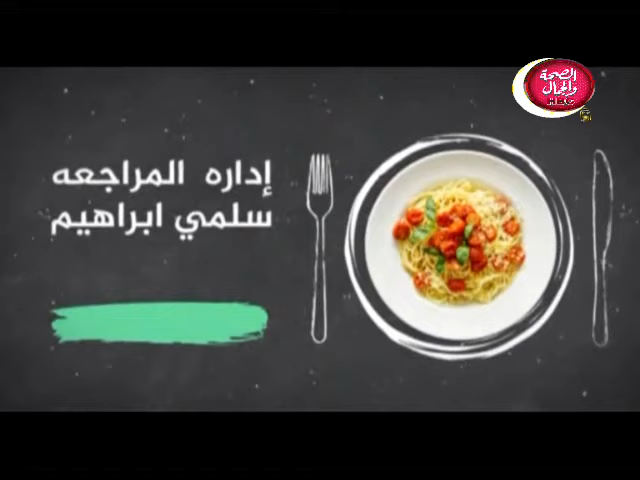 الصحة
والجمال
إداره المراجعه
سلمي ابراهيم